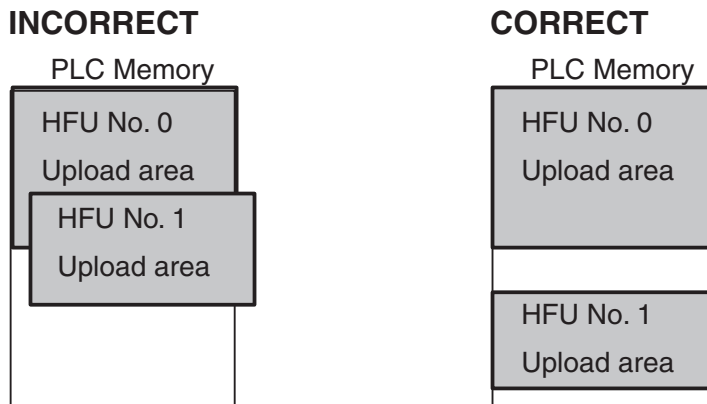 INCORRECT
PLC Memory
HFU No. 0
Upload area
HFU No. 1
Upload area
CORRECT
PLC Memory
HFU No. 0
Upload area
HFU No. 1
Upload area